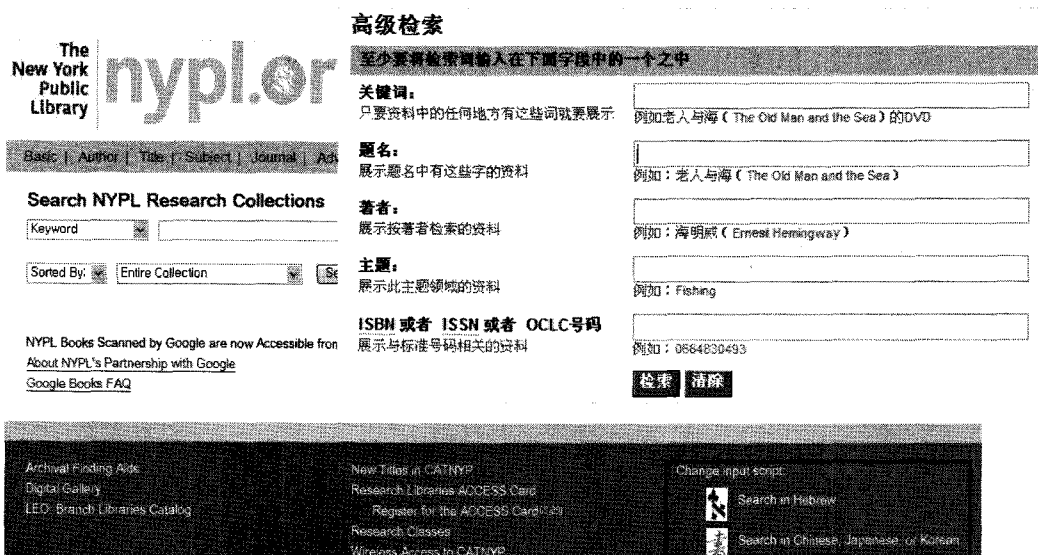 The
New York
Public
Library
nypl.or
Basic | Author | Title | Subject | Journal | Adv
Search NYPL Research Collections
Keyword
Sorted By:
Entire Collection
Se
NYPL Books Scanned by Google are now Accessible from
About NYPL's Partnership with Google
Google Books FAQ
高级检索
至少要将检索词输入在下面字段中的一个之中
关键词:
只要资料中的任何地方有这些词就要展示
例如老人与海 ( The Old Man and the Sea ) 的DVD
题名:
展示题名中有这些字的资料
例如:老人与海 ( The Old Man and the Sea )
著者:
展示按著者检索的资料
例如:海明威 ( Ernest Hemingway )
主题:
展示此主题领域的资料
例如:Fishing
ISBN 或者 ISSN 或者 OCLC号码
展示与标准号码相关的资料
例如:0664830493
检索 清除
Archival Finding Aids
Digital Gallery
LEO: Branch Libraries Catalog
New Titles in CATNYP
Research Libraries ACCESS Card
Register for the ACCESS Card
Research Classes
Wireless Access to CATNYP
Change input script:
Search in Hebrew
Search in Chinese, Japanese, or Korean